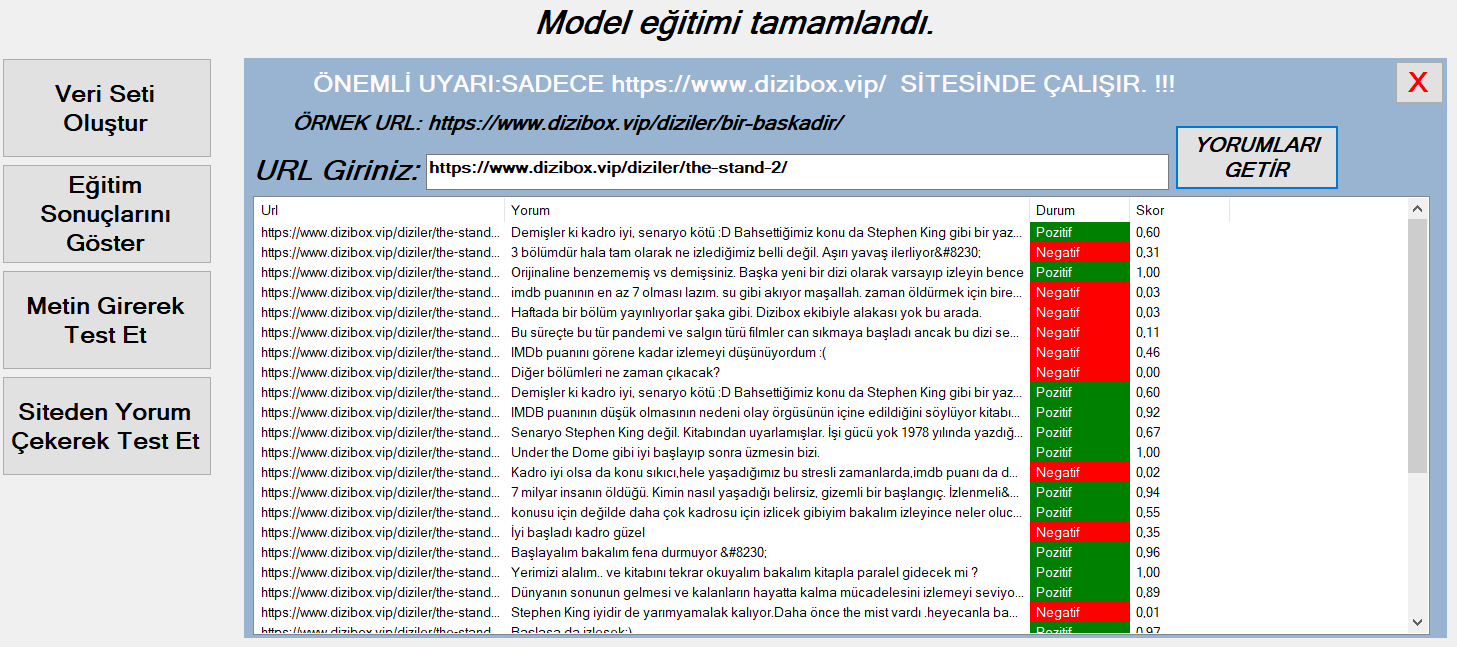 Model eğitimi tamamlandı.
Veri Seti
Oluştur
Eğitim
Sonuçlarını
Göster
Metin Girerek
Test Et
Siteden Yorum
Çekerek Test Et
ÖNEMLİ UYARI:SADECE https://www.dizibox.vip/ SİTESİNDE ÇALIŞIR. !!!
X
ÖRNEK URL: https://www.dizibox.vip/diziler/bir-baskadir/
URL Giriniz: https://www.dizibox.vip/diziler/the-stand-2/
YORUMLARI
GETİR
Url Yorum Durum Skor
https://www.dizibox.vip/diziler/the-stand... Demişler ki kadro iyi, senaryo kötü :D Bahsettiğimiz konu da Stephen King gibi bir yaz... Pozitif 0,60
https://www.dizibox.vip/diziler/the-stand... 3 bölümdür hala tam olarak ne izlediğimiz belli değil. Aşırı yavaş ilerliyor&#8230; Negatif 0,31
https://www.dizibox.vip/diziler/the-stand... Orijinaline benzememiş vs demişsiniz. Başka yeni bir dizi olarak varsayıp izleyin bence Pozitif 1,00
https://www.dizibox.vip/diziler/the-stand... imdb puanının en az 7 olması lazım. su gibi akıyor maşallah. zaman öldürmek için bire... Negatif 0,03
https://www.dizibox.vip/diziler/the-stand... Haftada bir bölüm yayınlıyorlar şaka gibi. Dizibox ekibiyle alakası yok bu arada. Negatif 0,03
https://www.dizibox.vip/diziler/the-stand... Bu süreçte bu tür pandemi ve salgın türü filmler can sıkmaya başladı ancak bu dizi se... Negatif 0,11
https://www.dizibox.vip/diziler/the-stand... IMDb puanını görene kadar izlemeyi düşünüyordum :( Negatif 0,46
https://www.dizibox.vip/diziler/the-stand... Diğer bölümleri ne zaman çıkacak? Negatif 0,00
https://www.dizibox.vip/diziler/the-stand... Demişler ki kadro iyi, senaryo kötü :D Bahsettiğimiz konu da Stephen King gibi bir yaz... Pozitif 0,60
https://www.dizibox.vip/diziler/the-stand... IMDB puanının düşük olmasının nedeni olay örgüsünün içine edildiğini söylüyor kitabı... Pozitif 0,92
https://www.dizibox.vip/diziler/the-stand... Senaryo Stephen King değil. Kitabından uyarlamışlar. İşi gücü yok 1978 yılında yazdığ... Pozitif 0,67
https://www.dizibox.vip/diziler/the-stand... Under the Dome gibi iyi başlayıp sonra üzmesin bizi. Pozitif 1,00
https://www.dizibox.vip/diziler/the-stand... Kadro iyi olsa da konu sıkıcı,hele yaşadığımız bu stresli zamanlarda,imdb puanı da d... Negatif 0,02
https://www.dizibox.vip/diziler/the-stand... 7 milyar insanın öldüğü. Kimin nasıl yaşadığı belirsiz, gizemli bir başlangıç. İzlenmeli&... Pozitif 0,94
https://www.dizibox.vip/diziler/the-stand... konusu için değilde daha çok kadrosu için izlicek gibiyim bakalım izleyince neler oluc... Pozitif 0,55
https://www.dizibox.vip/diziler/the-stand... İyi başladı kadro güzel Negatif 0,35
https://www.dizibox.vip/diziler/the-stand... Başlayalım bakalım fena durmuyor &#8230; Pozitif 0,96
https://www.dizibox.vip/diziler/the-stand... Yerimizi alalım.. ve kitabını tekrar okuyalım bakalım kitapla paralel gidecek mi ? Pozitif 1,00
https://www.dizibox.vip/diziler/the-stand... Dünyanın sonunun gelmesi ve kalanların hayatta kalma mücadelesini izlemeyi seviyo... Pozitif 0,89
https://www.dizibox.vip/diziler/the-stand... Stephen King iyidir de yarımyamalak kalıyor.Daha önce the mist vardı .heyecanla ba... Negatif 0,01
https://www.dizibox.vip/diziler/the-stand... Başlasa da izlesek:) Pozitif 0,97